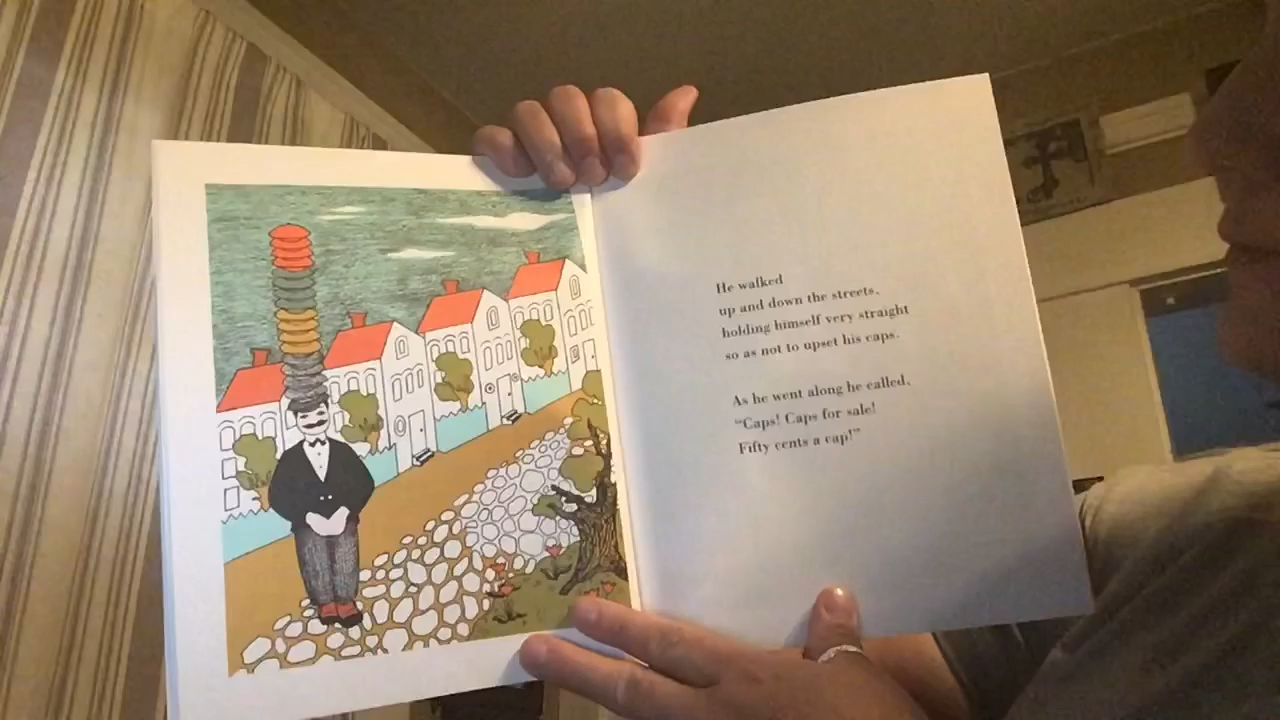 He walked
up and down the streets,
holding himself very straight
so as not to upset his caps.
As he went along he called,
"Caps! Caps for sale!
Fifty cents a cap!"